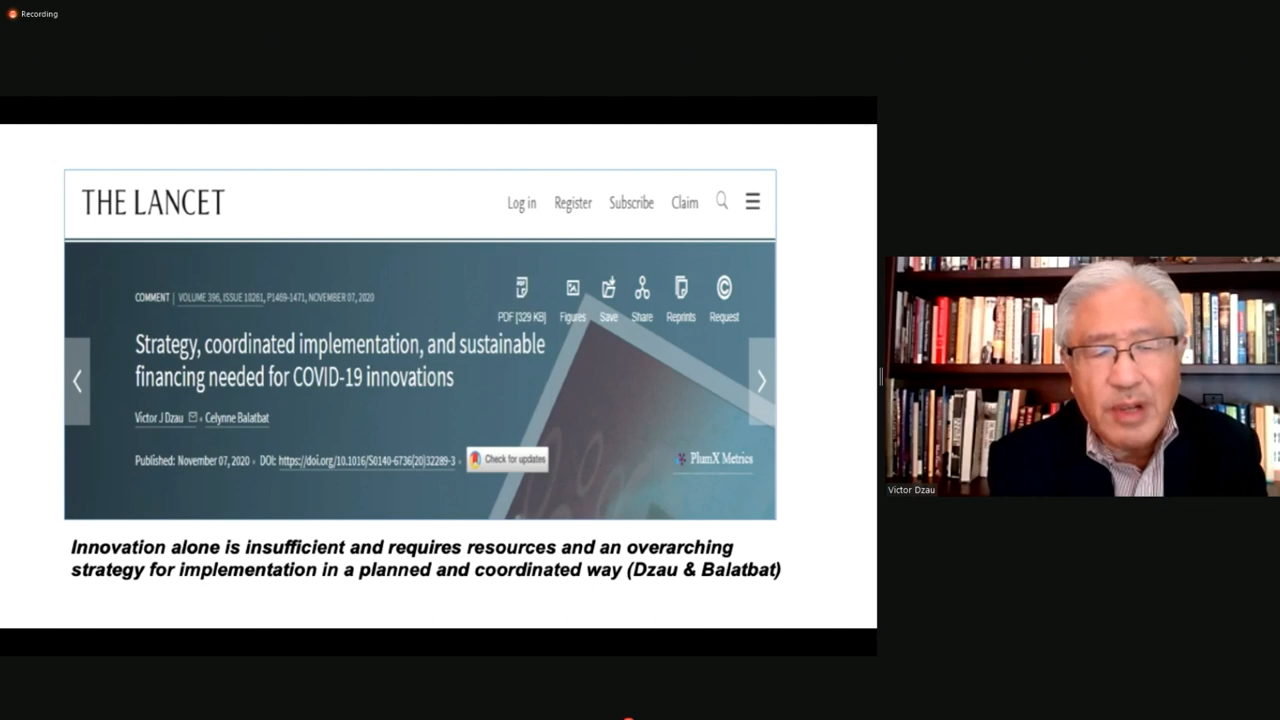 Recording
THE LANCET
Log in Register Subscribe Claim
COMMENT | VOLUME 396, ISSUE 10261, P1469-1471, NOVEMBER 07, 2020
PDF [329 KB] Figures Save Share Reprints Request
Strategy, coordinated implementation, and sustainable
financing needed for COVID-19 innovations
Victor J Dzau • Celynne Balatbat
Published: November 07, 2020 • DOI: https://doi.org/10.1016/S0140-6736(20)32289-3 • Check for updates
PlumX Metrics
Innovation alone is insufficient and requires resources and an overarching
strategy for implementation in a planned and coordinated way (Dzau & Balatbat)
Victor Dzau